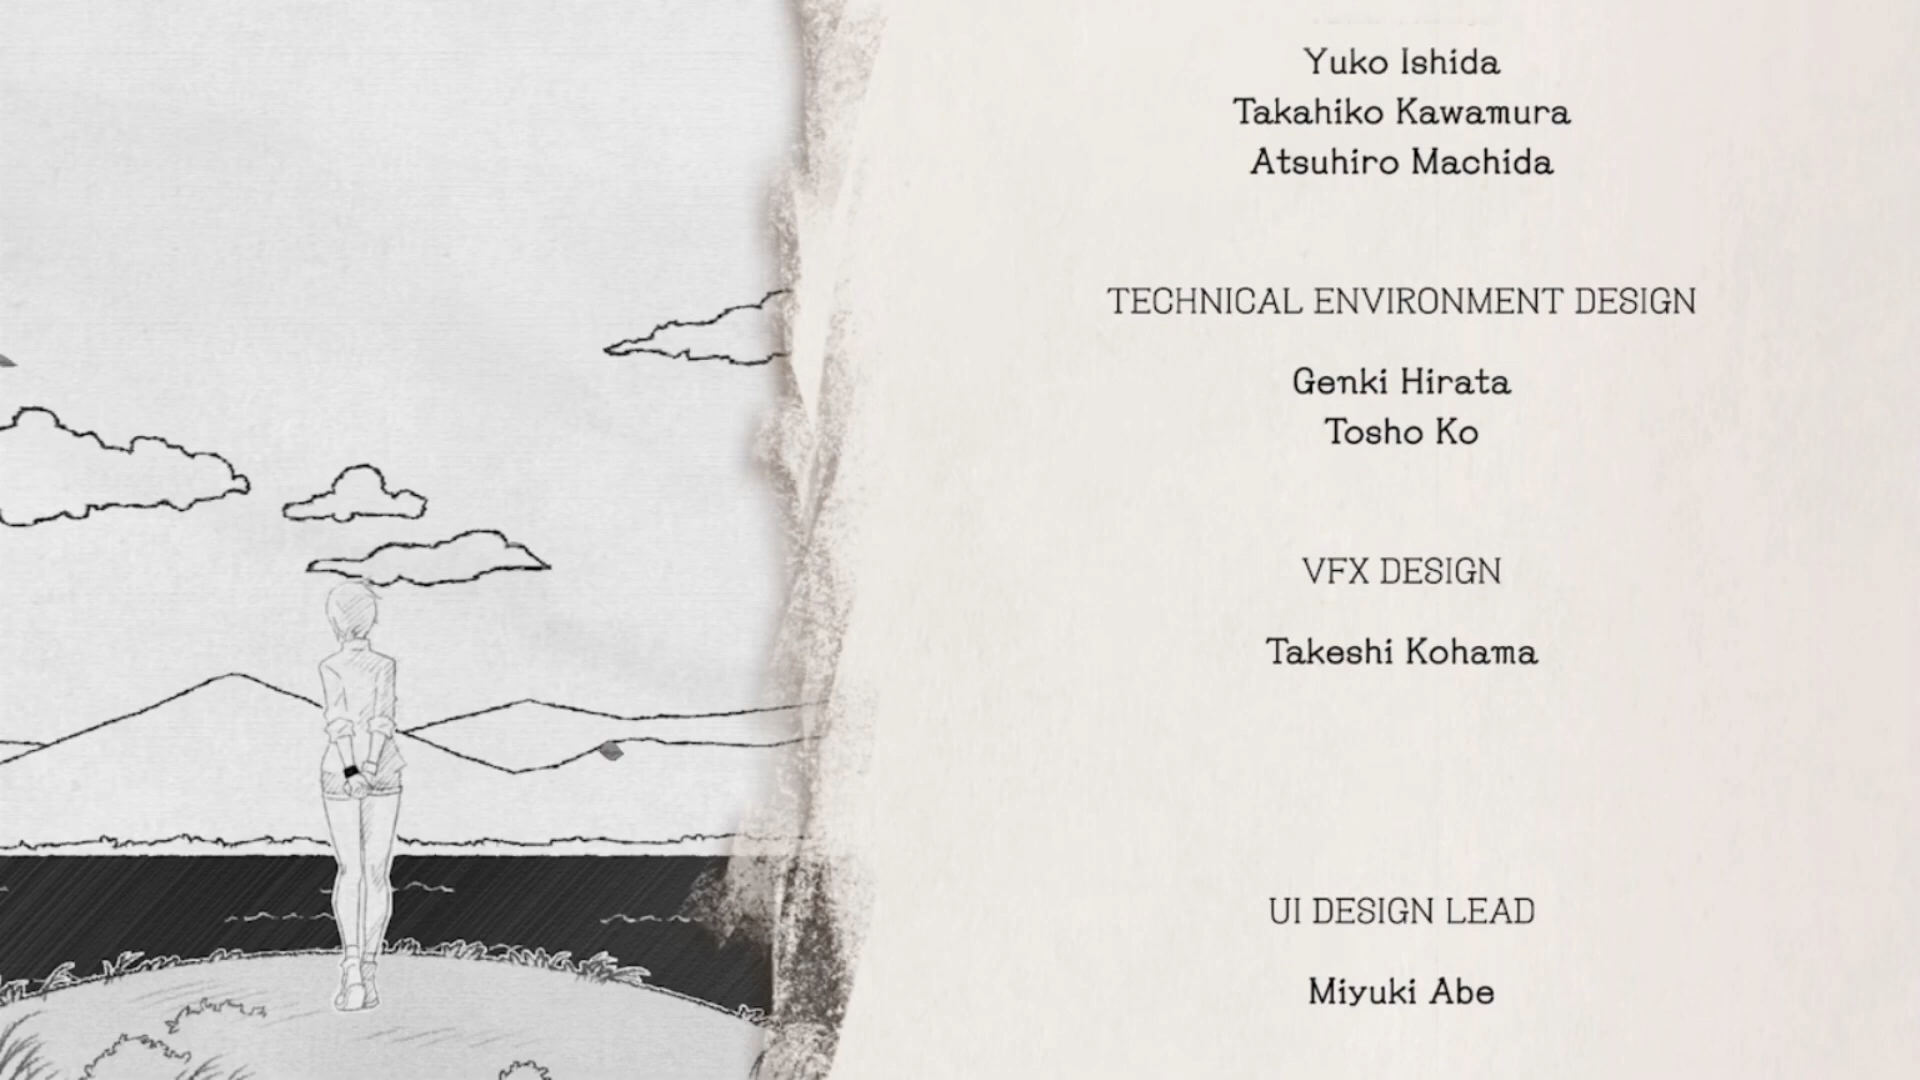 Yuko Ishida
Takahiko Kawamura
Atsuhiro Machida
TECHNICAL ENVIRONMENT DESIGN
Genki Hirata
Tosho Ko
VFX DESIGN
Takeshi Kohama
UI DESIGN LEAD
Miyuki Abe